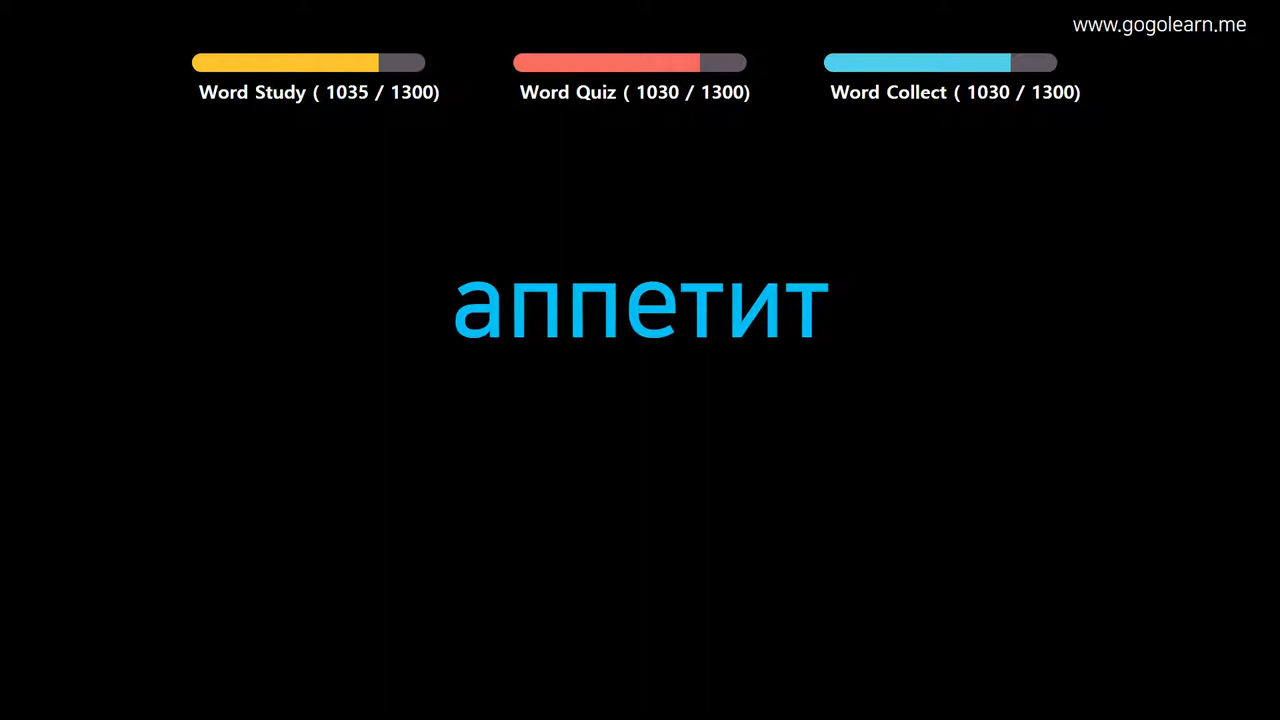 www.gogolearn.me
Word Study ( 1035 / 1300)
Word Quiz ( 1030 / 1300)
Word Collect ( 1030 / 1300)
аппетит